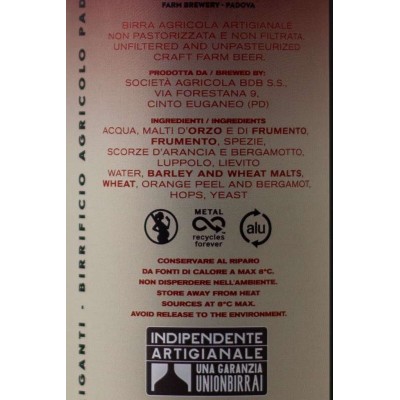 FARM BREWERY - PADOVA
BIRRA AGRICOLA ARTIGIANALE
NON PASTORIZZATA E NON FILTRATA
UNFILTERED AND UNPASTEURIZED
CRAFT FARM BEER.
PRODOTTA DA / BREWED BY:
SOCIETÀ AGRICOLA BDB S.S.,
VIA FORESTANA 9,
CINTO EUGANEO (PD)
INGREDIENTI / INGREDIENTS
ACQUA, MALTI D'ORZO E DI FRUMENTO,
FRUMENTO, SPEZIE,
SCORZE D'ARANCIA E BERGAMOTTO,
LUPPOLO, LIEVITO
WATER, BARLEY AND WHEAT MALTS,
WHEAT, ORANGE PEEL AND BERGAMOT,
HOPS, YEAST
METAL
recycles
forever
alu
CONSERVARE AL RIPARO
DA FONTI DI CALORE A MAX 8°C.
NON DISPERDERE NELL'AMBIENTE.
STORE AWAY FROM HEAT
SOURCES AT 8°C MAX.
AVOID RELEASE TO THE ENVIRONMENT.
INDIPENDENTE
ARTIGIANALE
UNA GARANZIA
UNIONBIRRAI
IGANTI · BIRRIFICIO AGRICOLO PAD